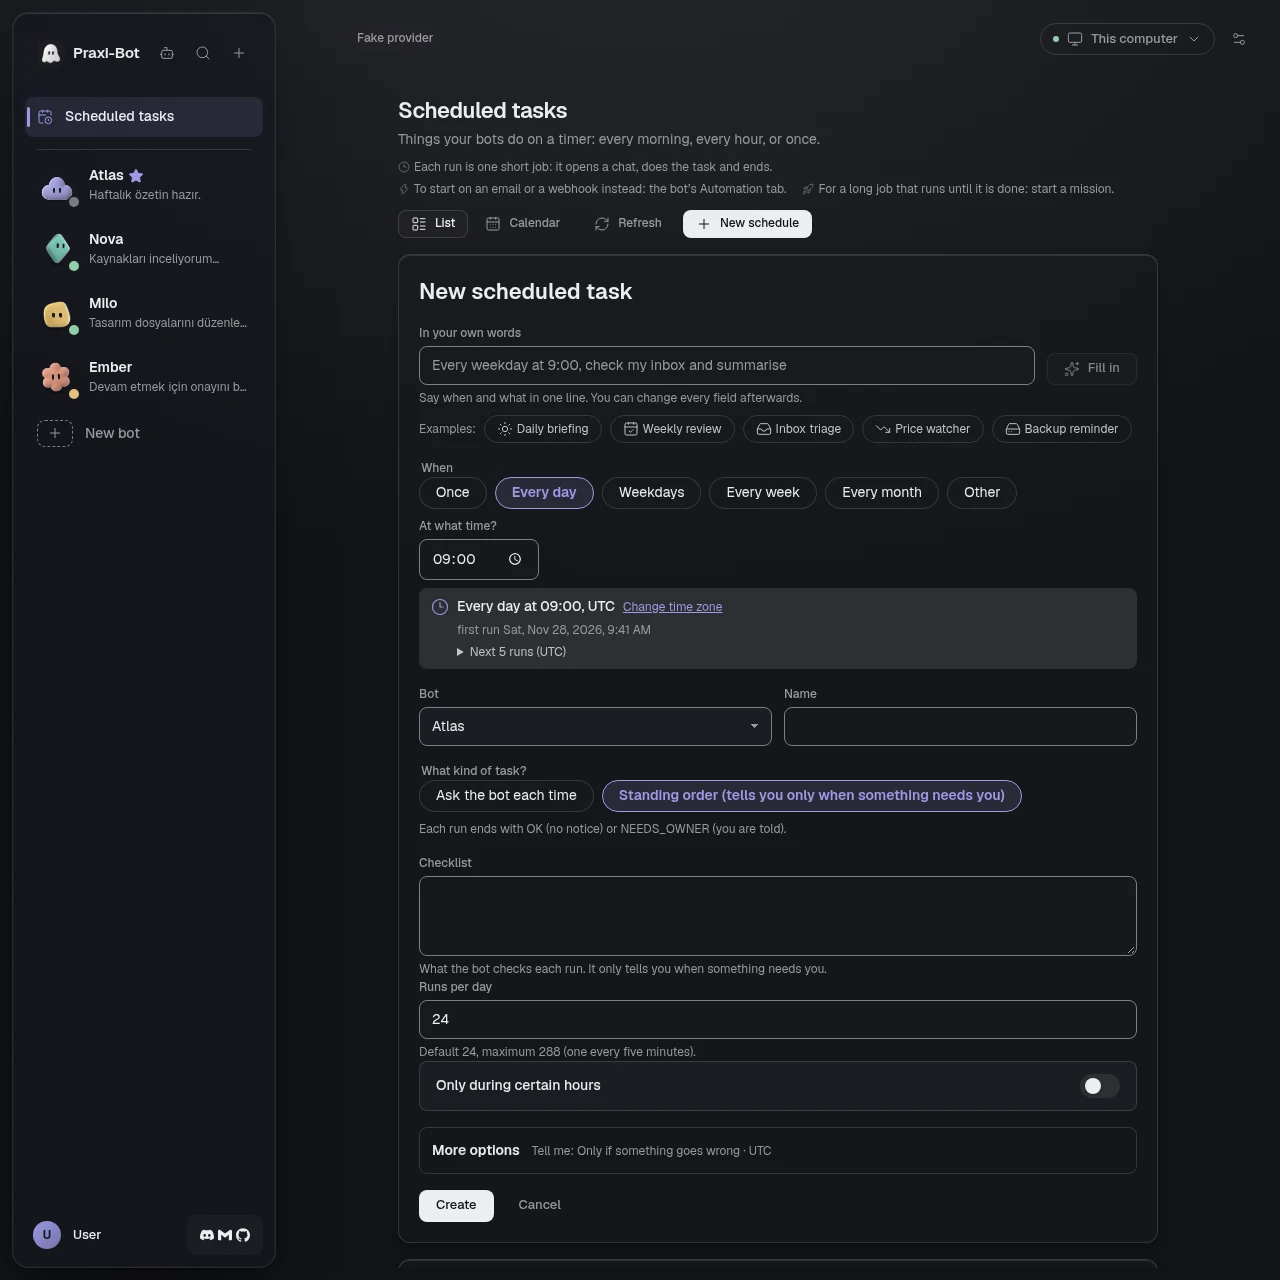 Praxi-Bot
Scheduled tasks
Atlas
Haftalık özetin hazır.
Nova
Kaynakları inceliyorum...
Milo
Tasarım dosyalarını düzenle...
Ember
Devam etmek için onayını b...
New bot
U User
Fake provider
This computer
Scheduled tasks
Things your bots do on a timer: every morning, every hour, or once.
Each run is one short job: it opens a chat, does the task and ends.
To start on an email or a webhook instead: the bot's Automation tab. For a long job that runs until it is done: start a mission.
List Calendar Refresh New schedule
New scheduled task
In your own words
Every weekday at 9:00, check my inbox and summarise Fill in
Say when and what in one line. You can change every field afterwards.
Examples: Daily briefing Weekly review Inbox triage Price watcher Backup reminder
When
Once Every day Weekdays Every week Every month Other
At what time?
09:00
Every day at 09:00, UTC Change time zone
first run Sat, Nov 28, 2026, 9:41 AM
Next 5 runs (UTC)
Bot Name
Atlas
What kind of task?
Ask the bot each time Standing order (tells you only when something needs you)
Each run ends with OK (no notice) or NEEDS_OWNER (you are told).
Checklist
What the bot checks each run. It only tells you when something needs you.
Runs per day
24
Default 24, maximum 288 (one every five minutes).
Only during certain hours
More options Tell me: Only if something goes wrong · UTC
Create Cancel